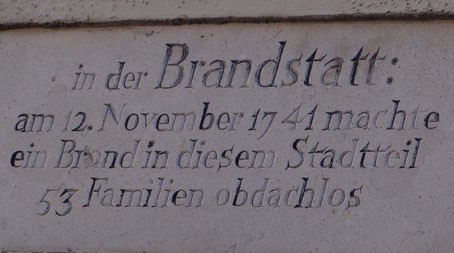 in der Brandstatt:
am 12. November 1741 machte
ein Brand in diesem Stadtteil
53 Familien obdachlos